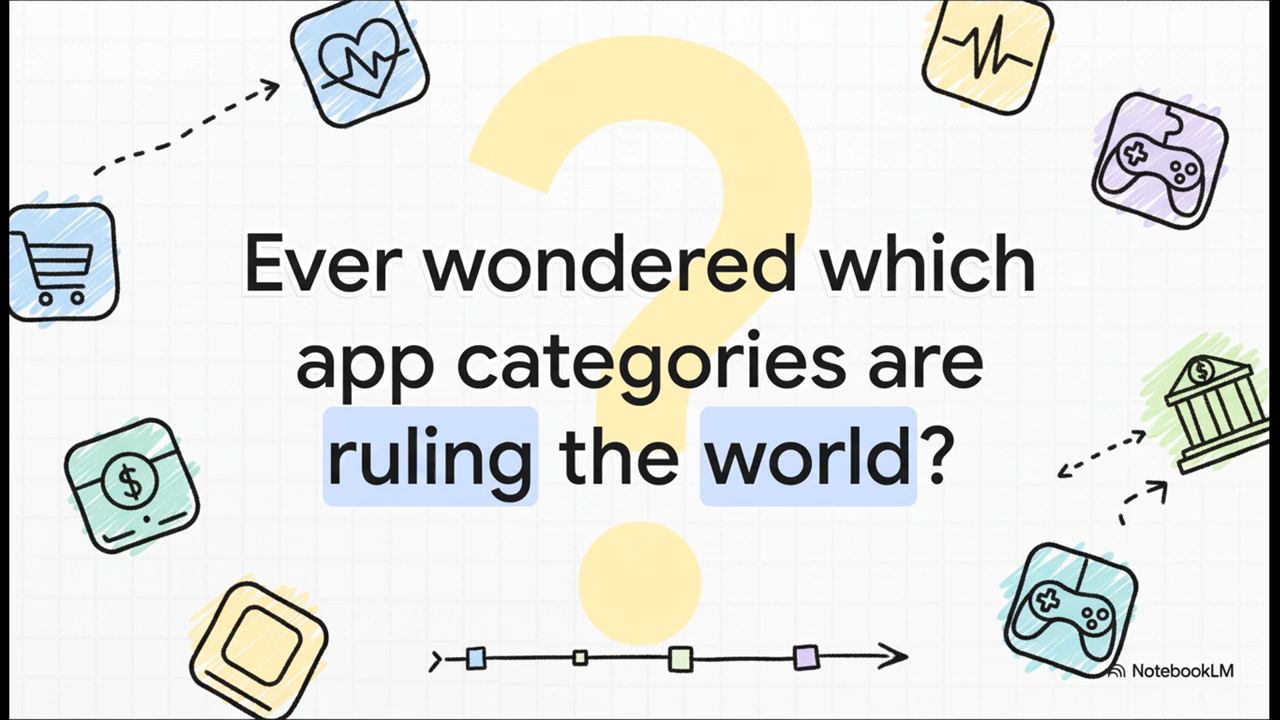 Ever wondered which
app categories are
ruling the world?
$
$
NotebookLM